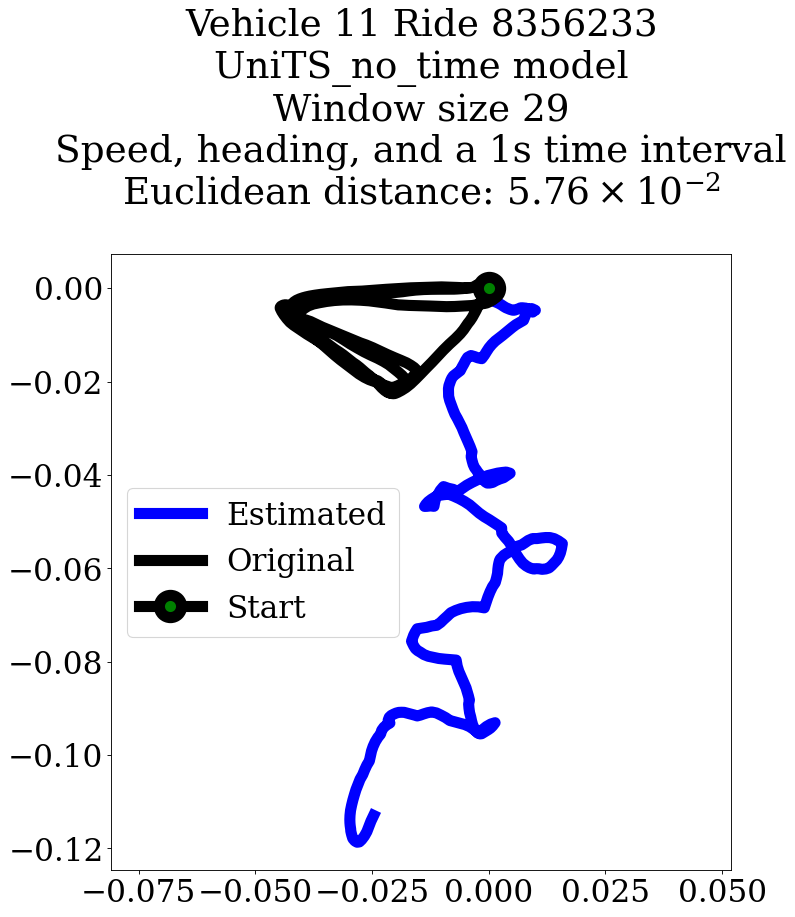 Vehicle 11 Ride 8356233
UniTS_no_time model
Window size 29
Speed, heading, and a 1s time interval
Euclidean distance: 5.76 × 10⁻²
0.00
−0.02
−0.04
Estimated
Original
−0.06
Start
−0.08
−0.10
−0.12
−0.075 −0.050 −0.025 0.000 0.025 0.050